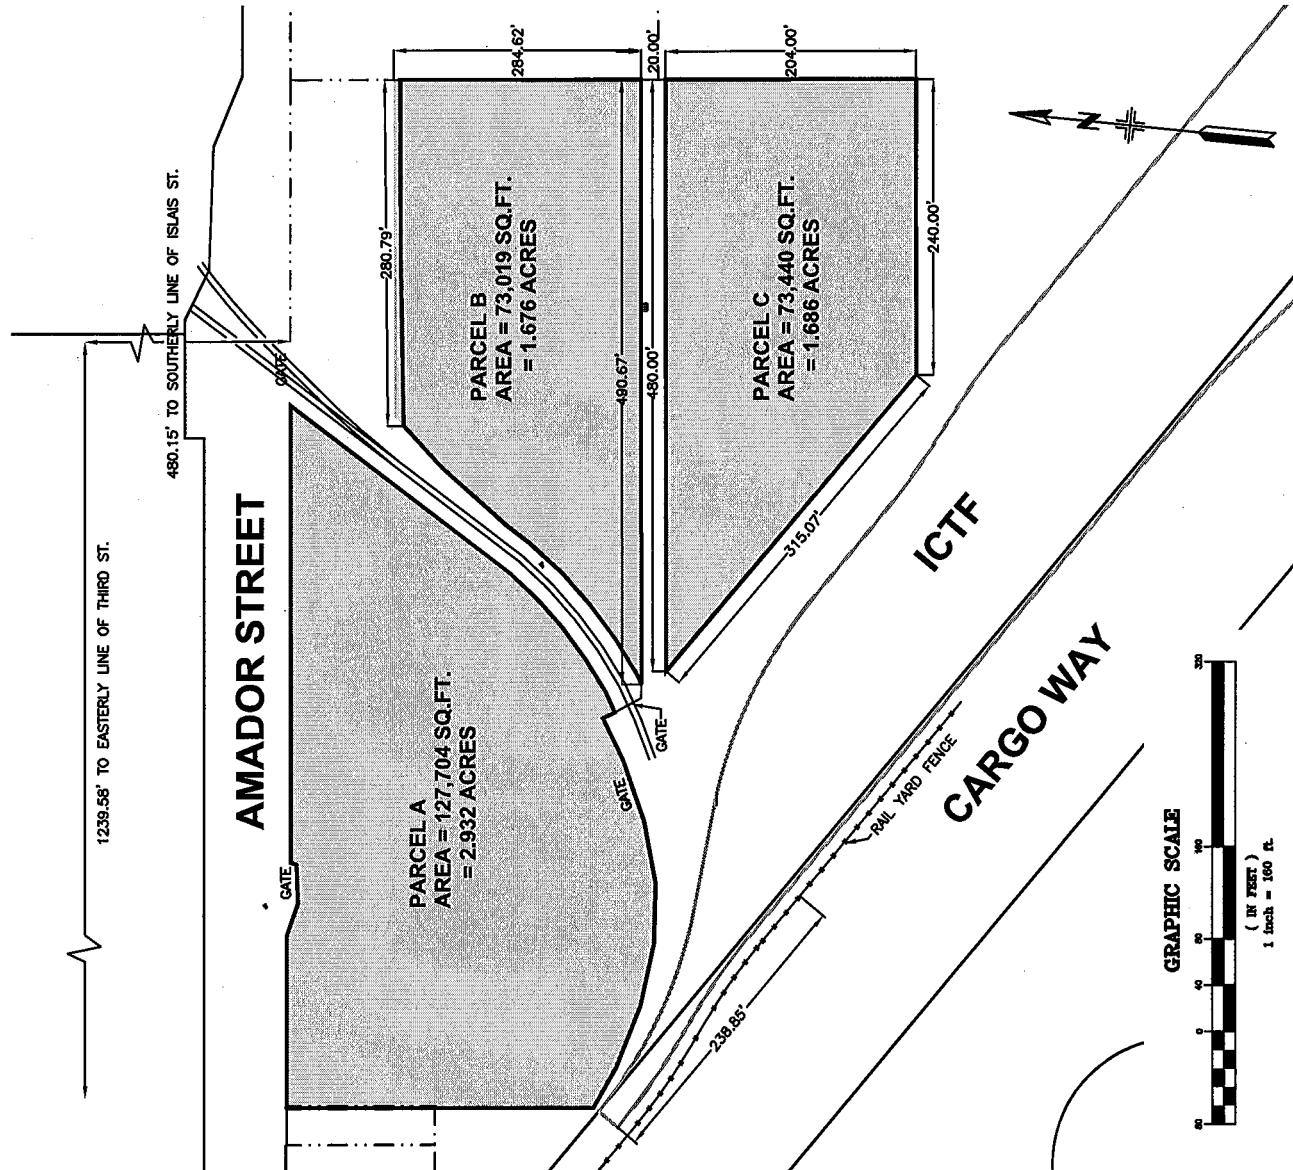 480.15' TO SOUTHERLY LINE OF ISLAIS ST.
1239.58' TO EASTERLY LINE OF THIRD ST.
AMADOR STREET
GATE
GATE
PARCEL A
AREA = 127,704 SQ.FT.
= 2.932 ACRES
GATE
GATE
280.79'
284.62'
PARCEL B
AREA = 73,019 SQ.FT.
= 1.676 ACRES
490.67'
20.00'
480.00'
204.00'
PARCEL C
AREA = 73,440 SQ.FT.
= 1.686 ACRES
240.00'
315.07'
N
ICTF
CARGO WAY
RAIL YARD FENCE
238.85'
GRAPHIC SCALE
80 0 40 80 160 320
( IN FEET )
1 inch = 160 ft.